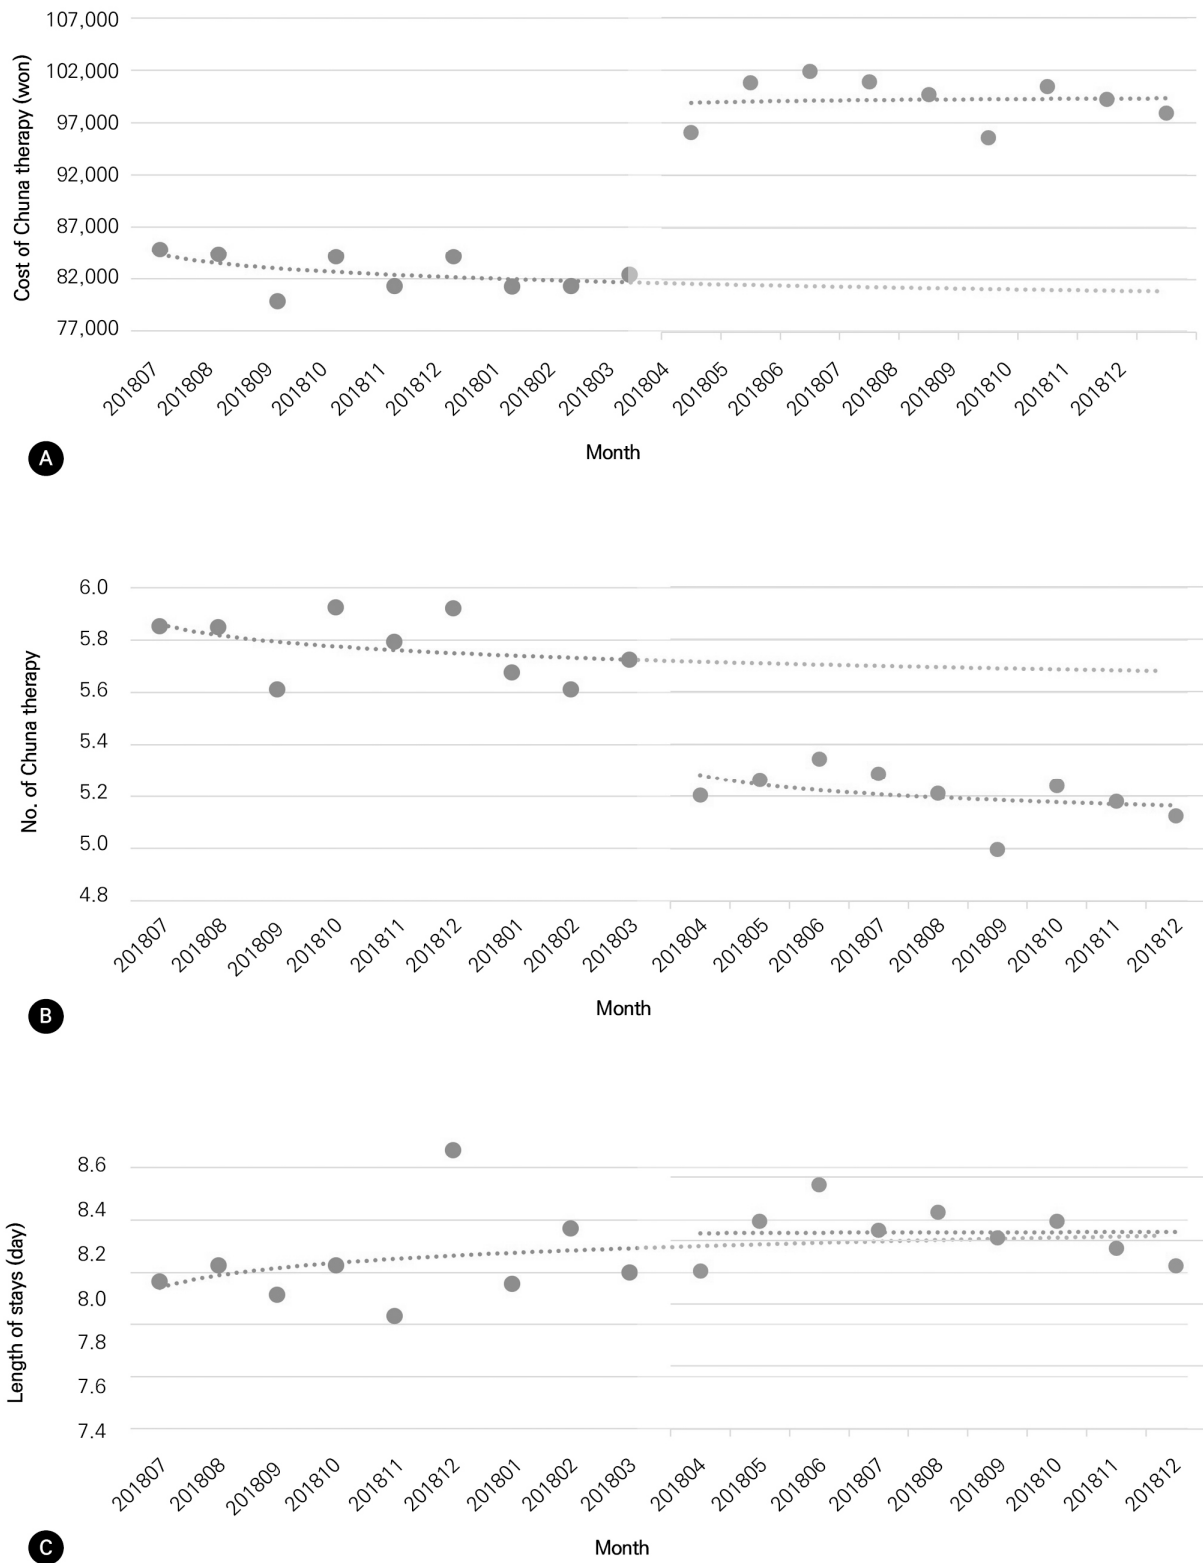 107,000
102,000
97,000
92,000
87,000
82,000
77,000
Cost of Chuna therapy (won)
201807 201808 201809 201810 201811 201812 201801 201802 201803 201804 201805 201806 201807 201808 201809 201810 201811 201812
Month
A
6.0
5.8
5.6
5.4
5.2
5.0
4.8
No. of Chuna therapy
201807 201808 201809 201810 201811 201812 201801 201802 201803 201804 201805 201806 201807 201808 201809 201810 201811 201812
Month
B
8.6
8.4
8.2
8.0
7.8
7.6
7.4
Length of stays (day)
201807 201808 201809 201810 201811 201812 201801 201802 201803 201804 201805 201806 201807 201808 201809 201810 201811 201812
Month
C